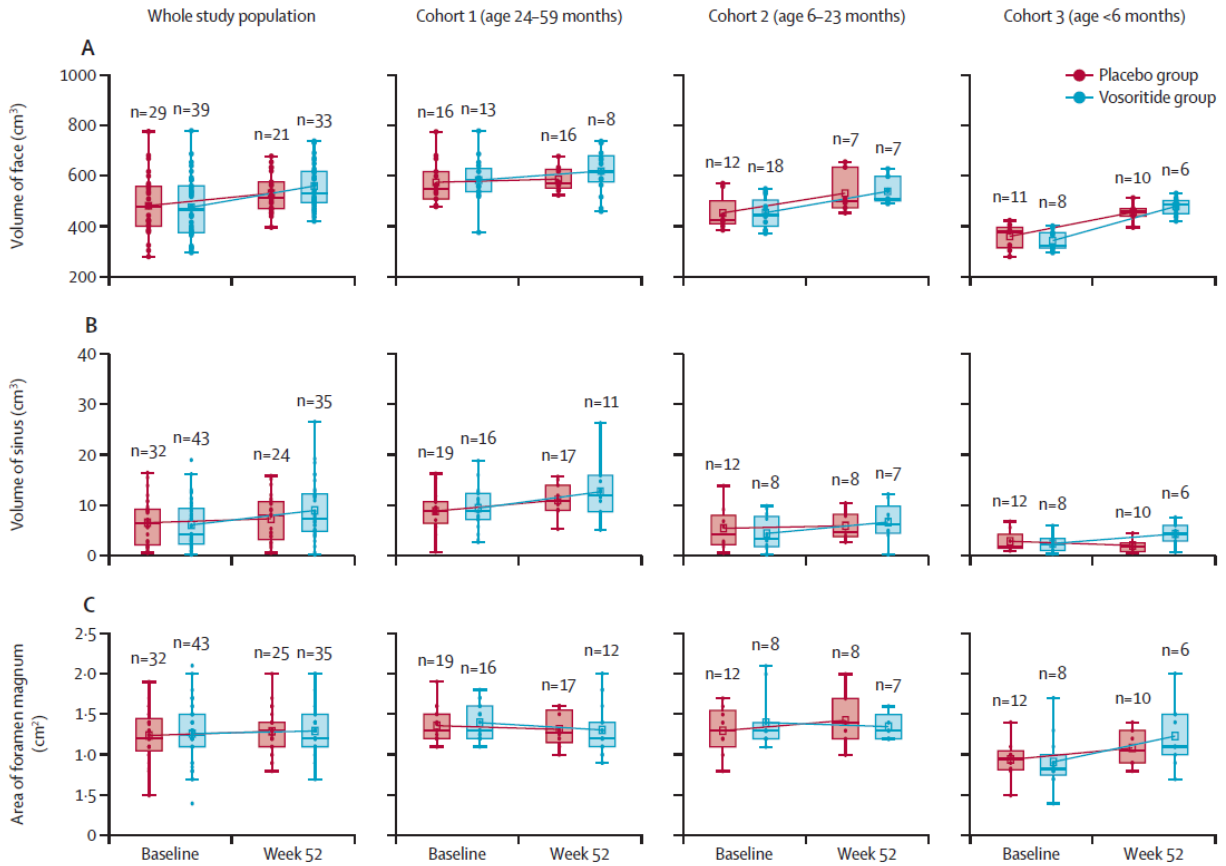 Whole study population
Cohort 1 (age 24–59 months)
Cohort 2 (age 6–23 months)
Cohort 3 (age <6 months)
A
Volume of face (cm³)
1000
800
600
400
200
n=29
n=39
n=21
n=33
n=16
n=13
n=16
n=8
n=12
n=18
n=7
n=7
n=11
n=8
n=10
n=6
Placebo group
Vosoritide group
B
Volume of sinus (cm³)
40
30
20
10
0
n=32
n=43
n=24
n=35
n=19
n=16
n=17
n=11
n=12
n=8
n=8
n=7
n=12
n=8
n=10
n=6
C
Area of foramen magnum
(cm²)
2·5
2·0
1·5
1·0
1·5
0
n=32
n=43
n=25
n=35
n=19
n=16
n=17
n=12
n=12
n=8
n=8
n=7
n=12
n=8
n=10
n=6
Baseline
Week 52
Baseline
Week 52
Baseline
Week 52
Baseline
Week 52